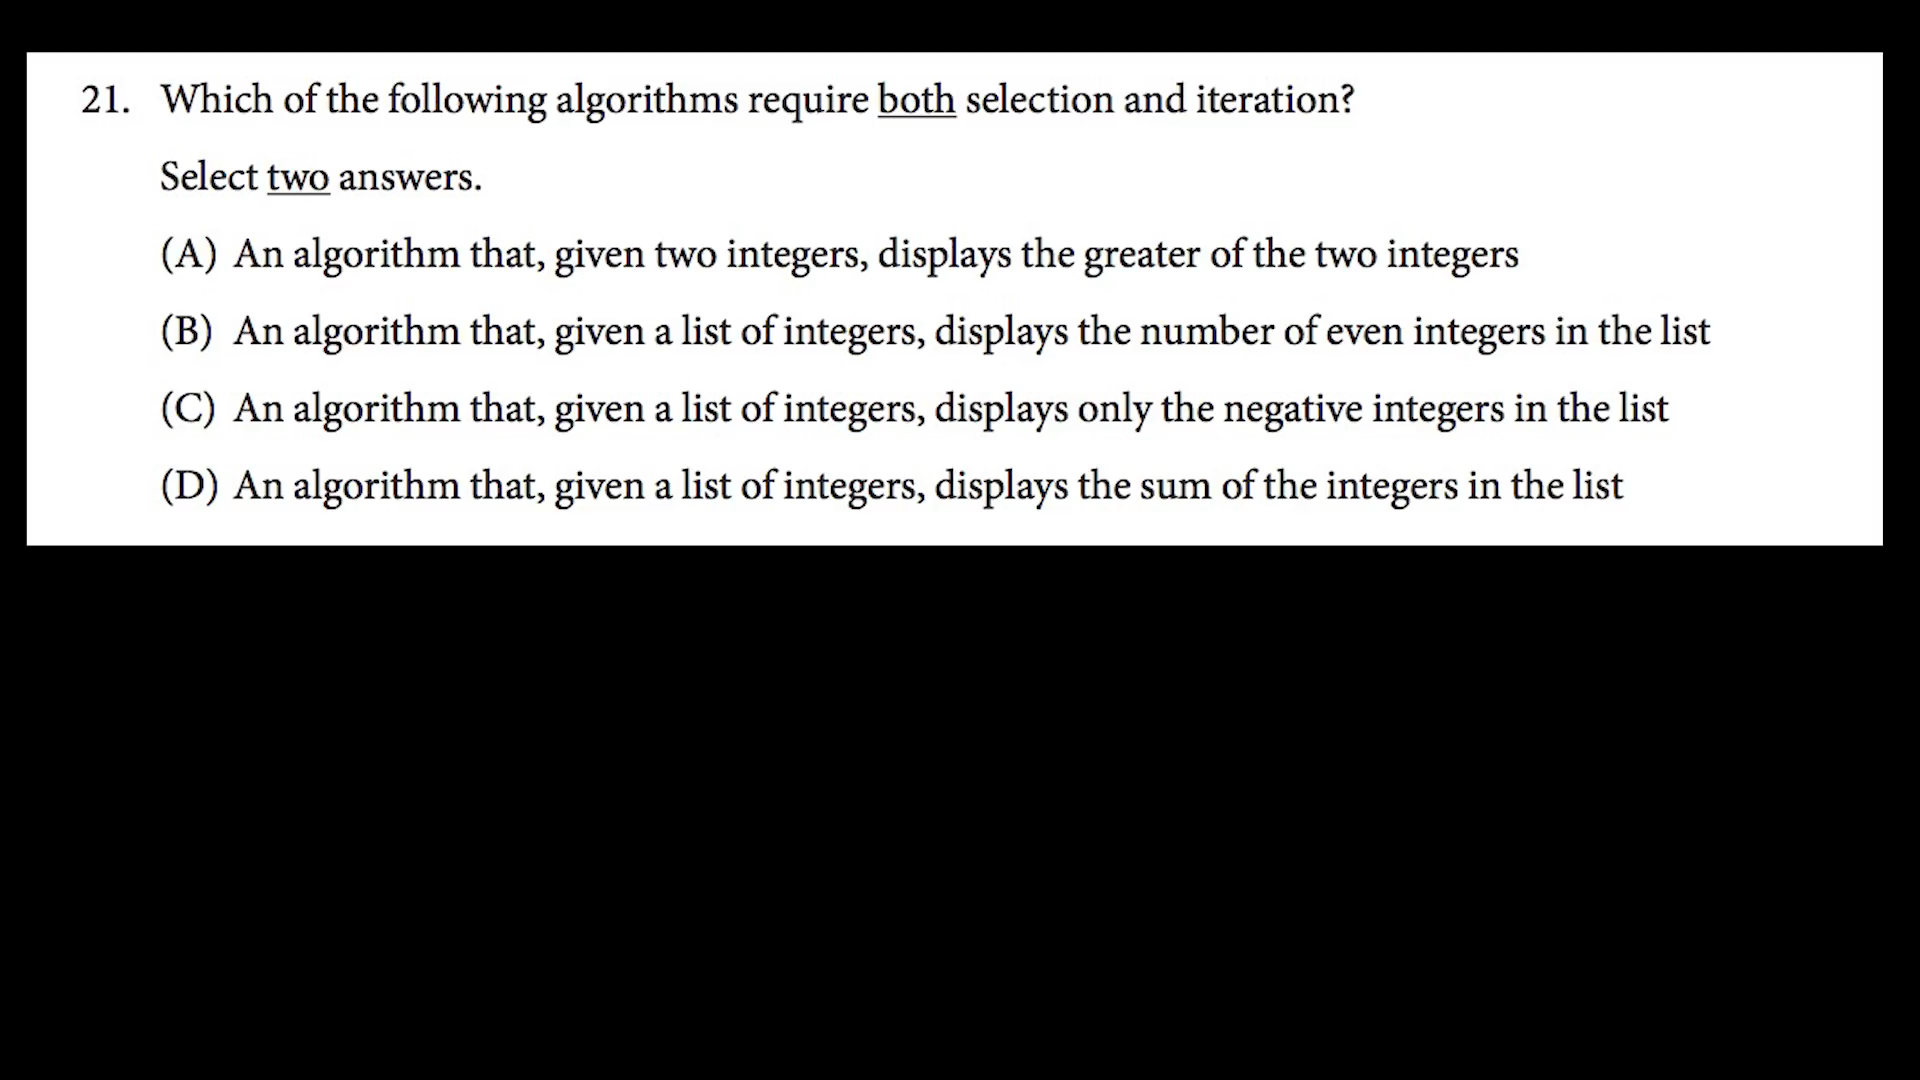 21. Which of the following algorithms require both selection and iteration?
Select two answers.
(A) An algorithm that, given two integers, displays the greater of the two integers
(B) An algorithm that, given a list of integers, displays the number of even integers in the list
(C) An algorithm that, given a list of integers, displays only the negative integers in the list
(D) An algorithm that, given a list of integers, displays the sum of the integers in the list